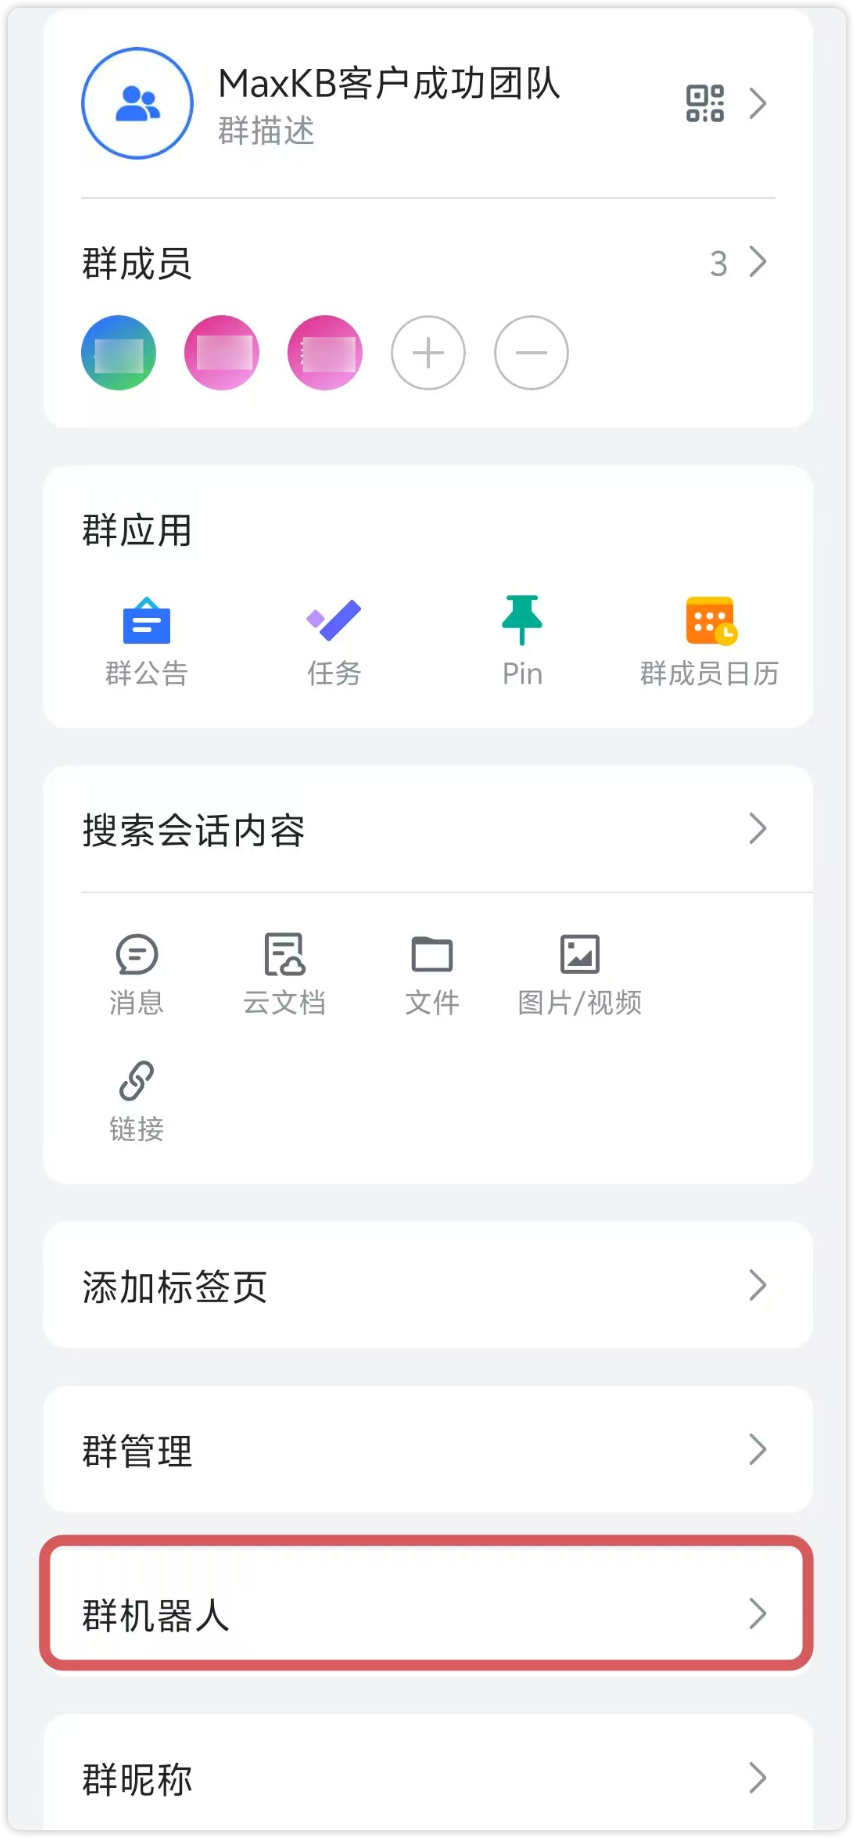 MaxKB客户成功团队
群描述
群成员 3
群应用
群公告 任务 Pin 群成员日历
搜索会话内容
消息 云文档 文件 图片/视频
链接
添加标签页
群管理
群机器人
群昵称